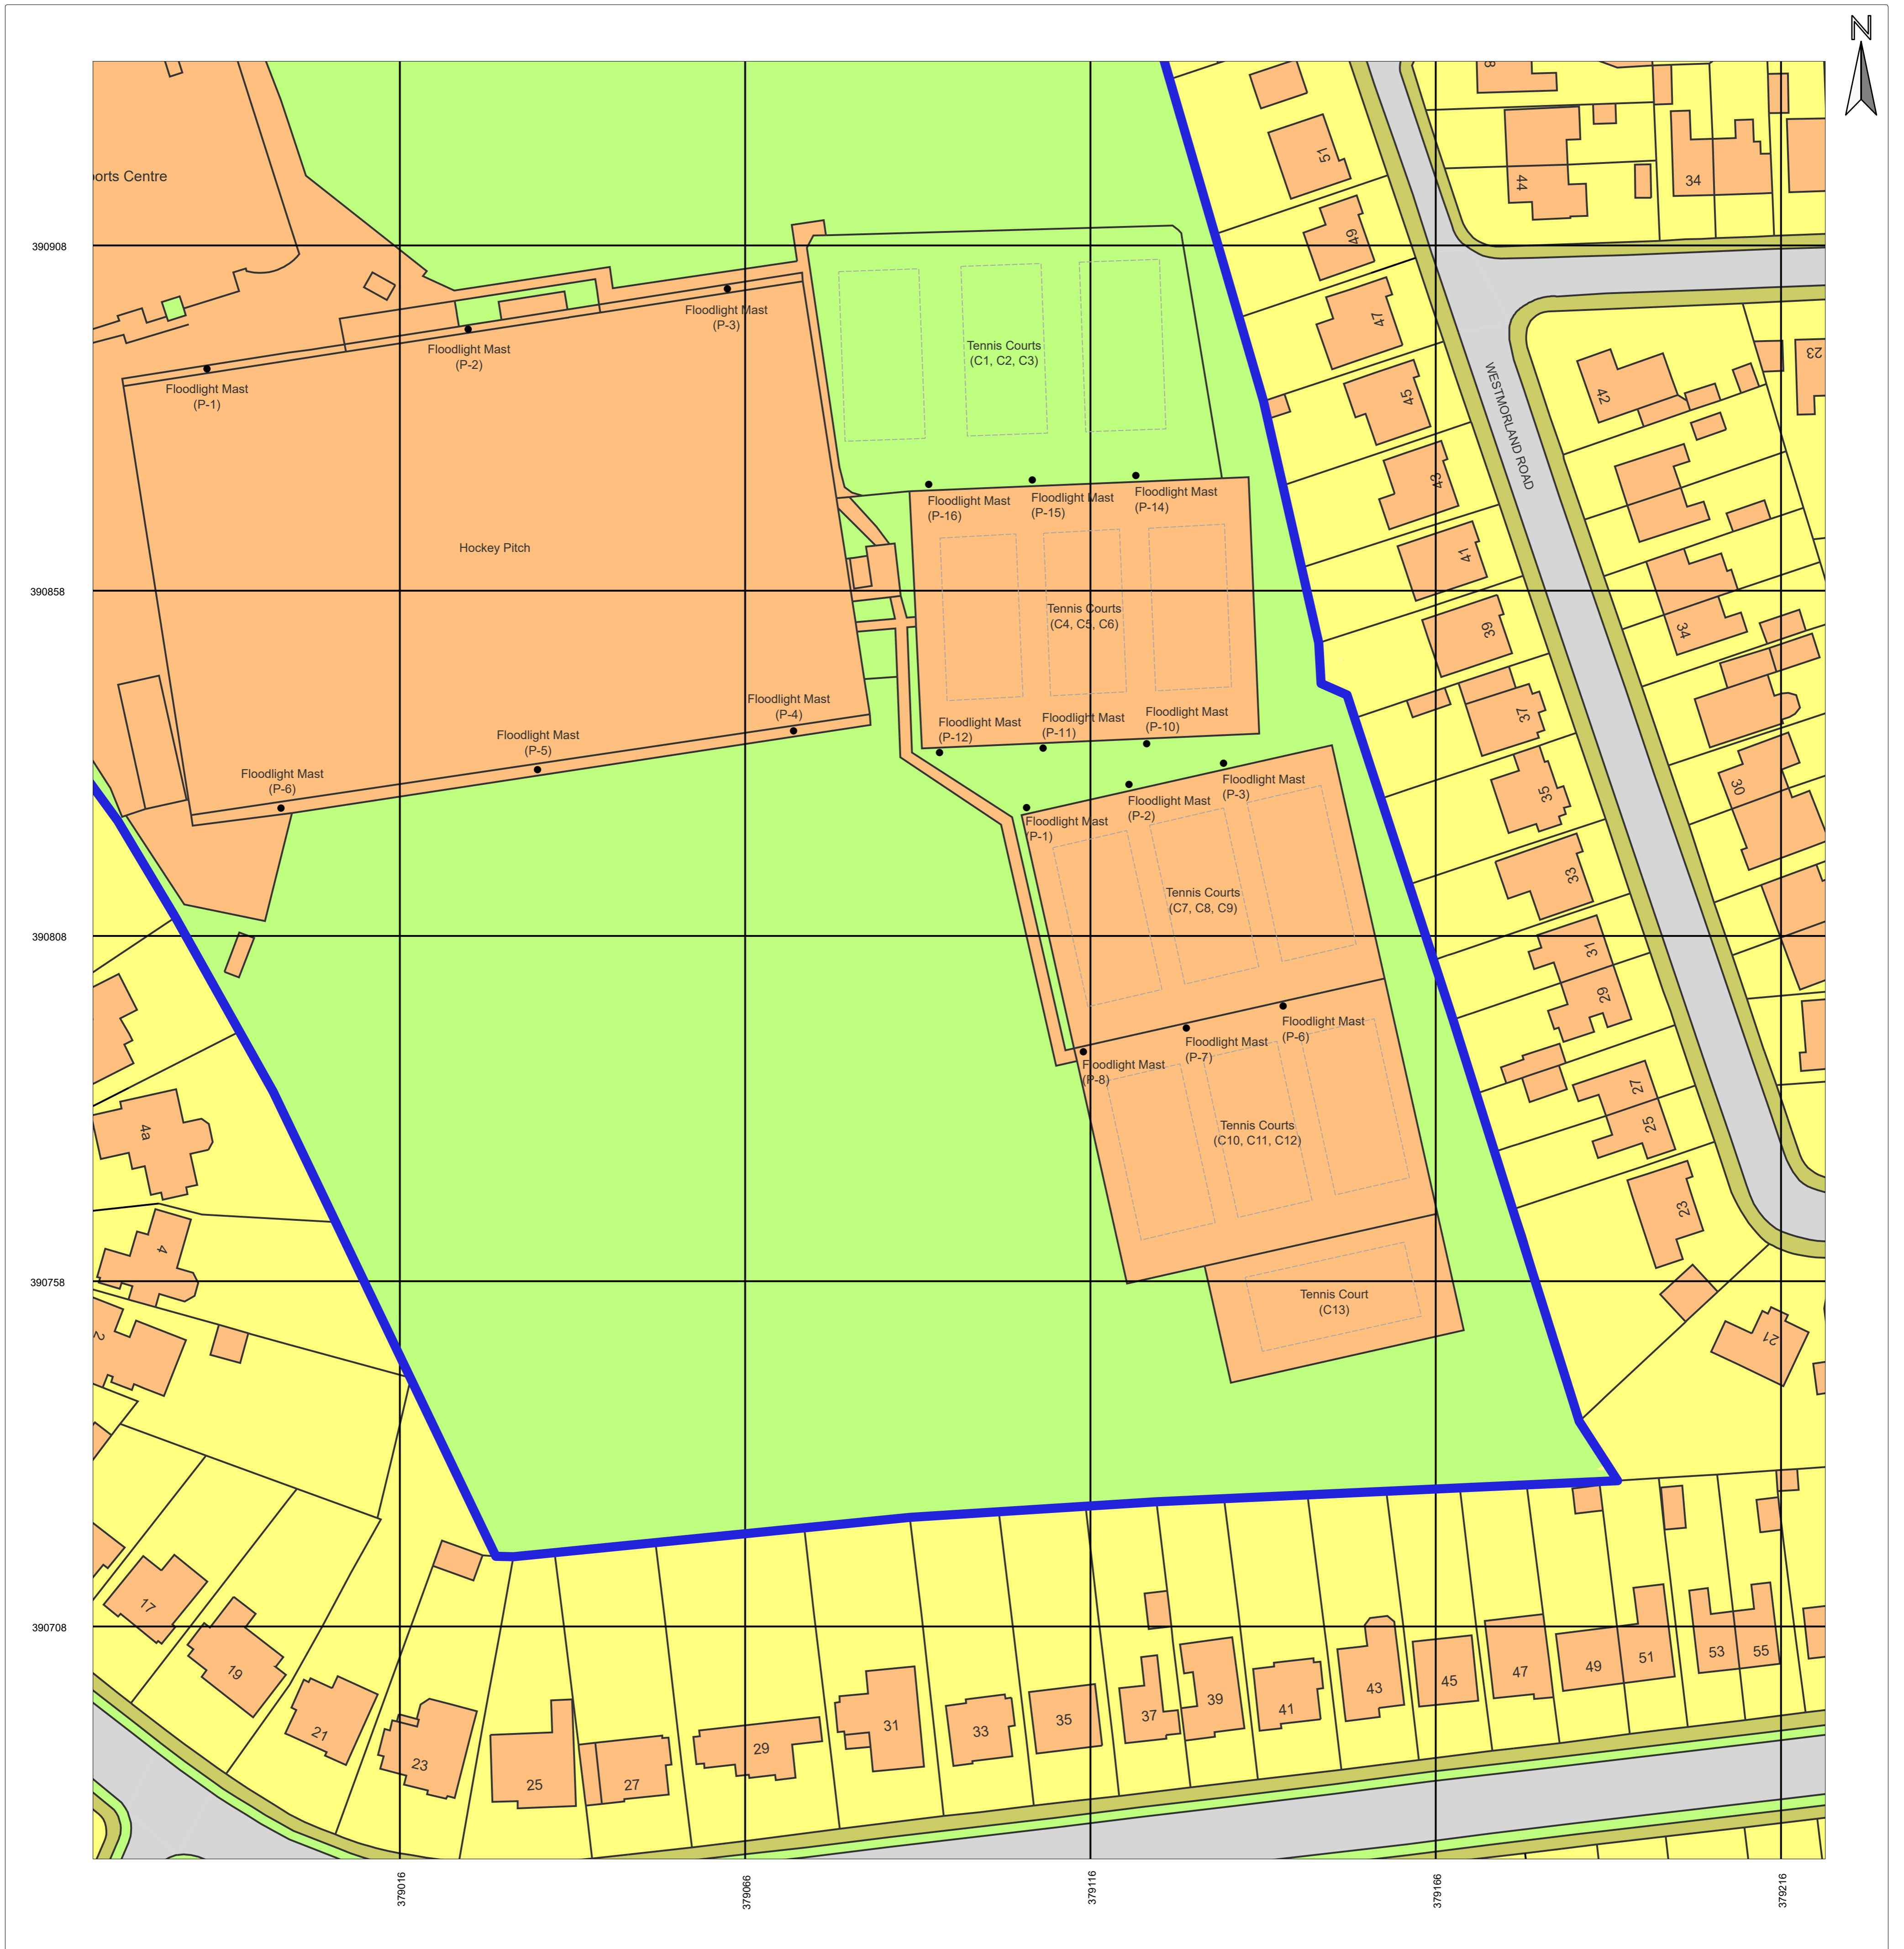 N
8
51
44
34
ports Centre
49
390908
Floodlight Mast
(P-3)
47
Floodlight Mast
(P-2)
Tennis Courts
(C1, C2, C3)
23
Floodlight Mast
(P-1)
45
42
WESTMORLAND ROAD
43
Floodlight Mast
(P-16)
Floodlight Mast
(P-15)
Floodlight Mast
(P-14)
Hockey Pitch
41
390858
Tennis Courts
(C4, C5, C6)
39
34
Floodlight Mast
(P-4)
Floodlight Mast
(P-12)
Floodlight Mast
(P-11)
Floodlight Mast
(P-10)
37
Floodlight Mast
(P-5)
Floodlight Mast
(P-6)
Floodlight Mast
(P-3)
35
30
Floodlight Mast
(P-2)
Floodlight Mast
(P-1)
33
Tennis Courts
(C7, C8, C9)
390808
31
29
Floodlight Mast
(P-6)
Floodlight Mast
(P-7)
Floodlight Mast
(P-8)
27
25
4a
Tennis Courts
(C10, C11, C12)
23
4
390758
Tennis Court
(C13)
2
21
17
390708
19
21
23
25
27
29
31
33
35
37
39
41
43
45
47
49
51
53
55
379016
379066
379116
379166
379216